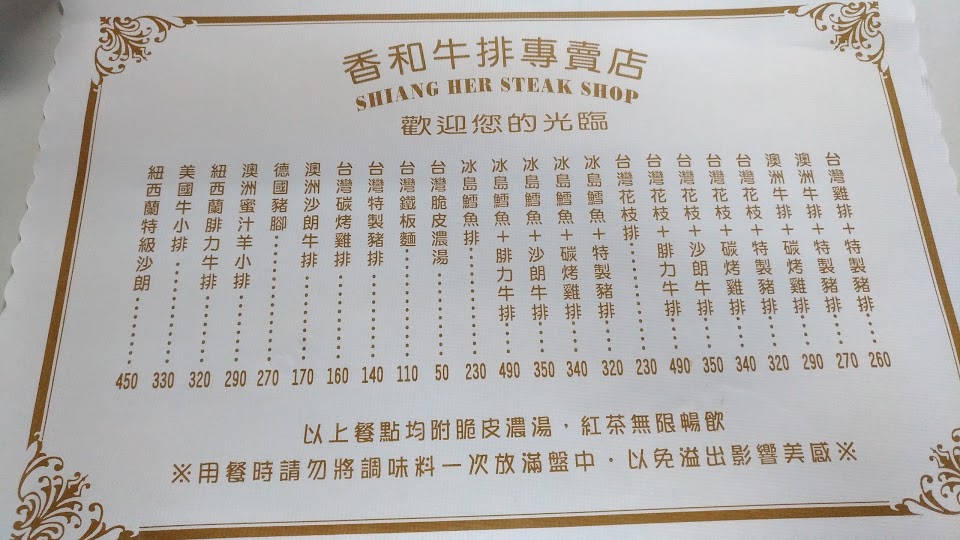 香和牛排專賣店
SHIANG HER STEAK SHOP
歡迎您的光臨
紐西蘭特級沙朗…450
美國牛小排…330
紐西蘭腓力牛排…320
澳洲蜜汁羊小排…290
德國豬腳…270
澳洲沙朗牛排…170
台灣碳烤雞排…160
台灣特製豬排…140
台灣鐵板麵…110
台灣脆皮濃湯…50
冰島鱈魚排…230
冰島鱈魚+腓力牛排…490
冰島鱈魚+沙朗牛排…350
冰島鱈魚+碳烤雞排…340
冰島鱈魚+特製豬排…320
台灣花枝排…230
台灣花枝+腓力牛排…490
台灣花枝+沙朗牛排…350
台灣花枝+碳烤雞排…340
台灣花枝+特製豬排…320
澳洲牛排+碳烤雞排…290
澳洲牛排+特製豬排…270
台灣雞排+特製豬排…260
以上餐點均附脆皮濃湯，紅茶無限暢飲
※用餐時請勿將調味料一次放滿盤中，以免溢出影響美感※